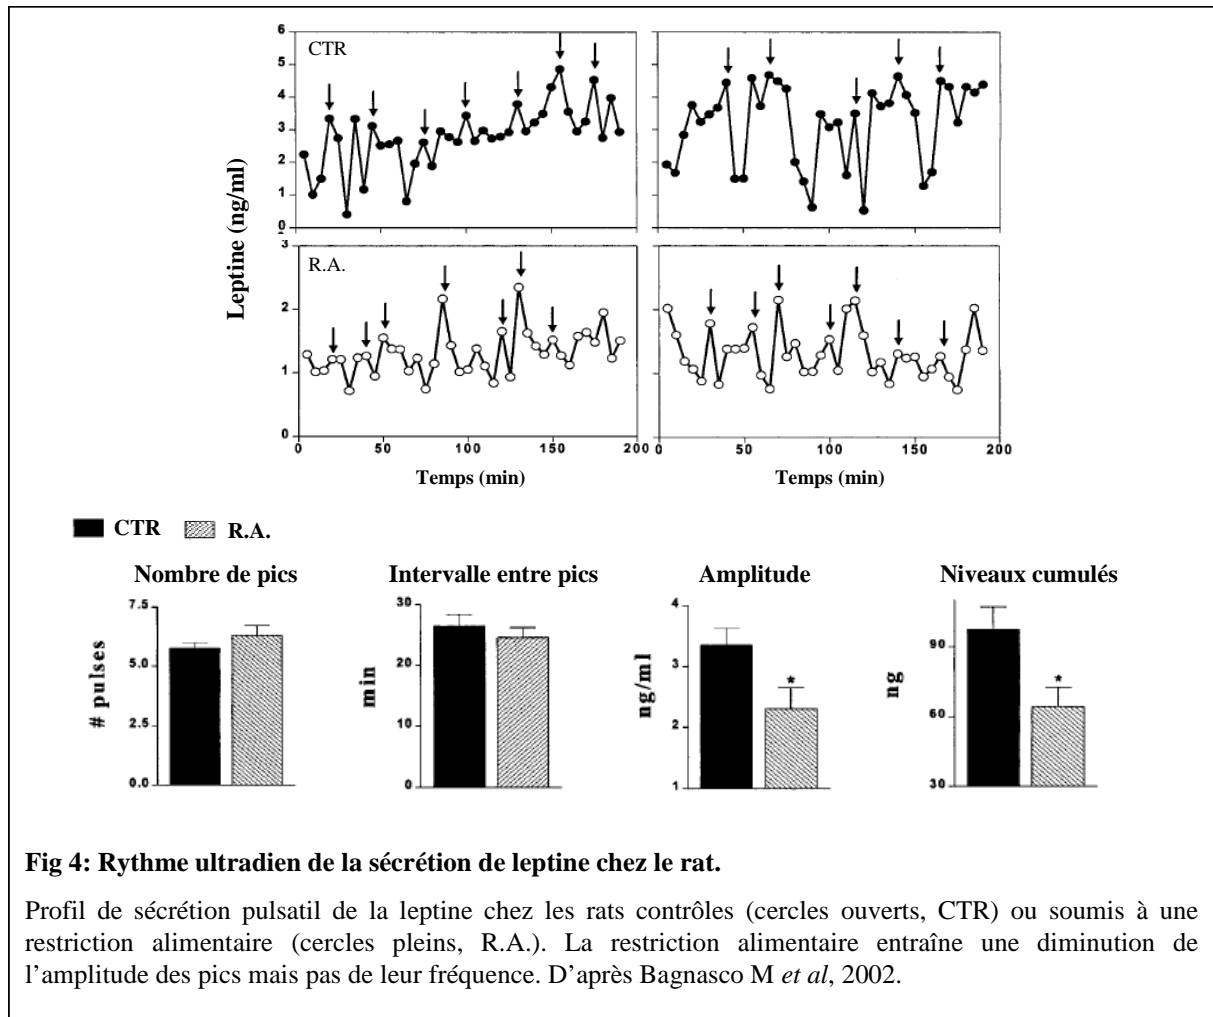 CTR
6
5
4
3
2
1
0
Leptine (ng/ml)
R.A.
3
2
1
0
0 50 100 150 200
0 50 100 150 200
Temps (min) Temps (min)
CTR R.A.
Nombre de pics Intervalle entre pics Amplitude Niveaux cumulés
# pulses
7.5
5.0
2.5
0.0
min
30
20
10
0
ng/ml
4
3
2
1
*
ng
90
60
30
*
Fig 4: Rythme ultradien de la sécrétion de leptine chez le rat.
Profil de sécrétion pulsatil de la leptine chez les rats contrôles (cercles ouverts, CTR) ou soumis à une
restriction alimentaire (cercles pleins, R.A.). La restriction alimentaire entraîne une diminution de
l’amplitude des pics mais pas de leur fréquence. D’après Bagnasco M et al, 2002.